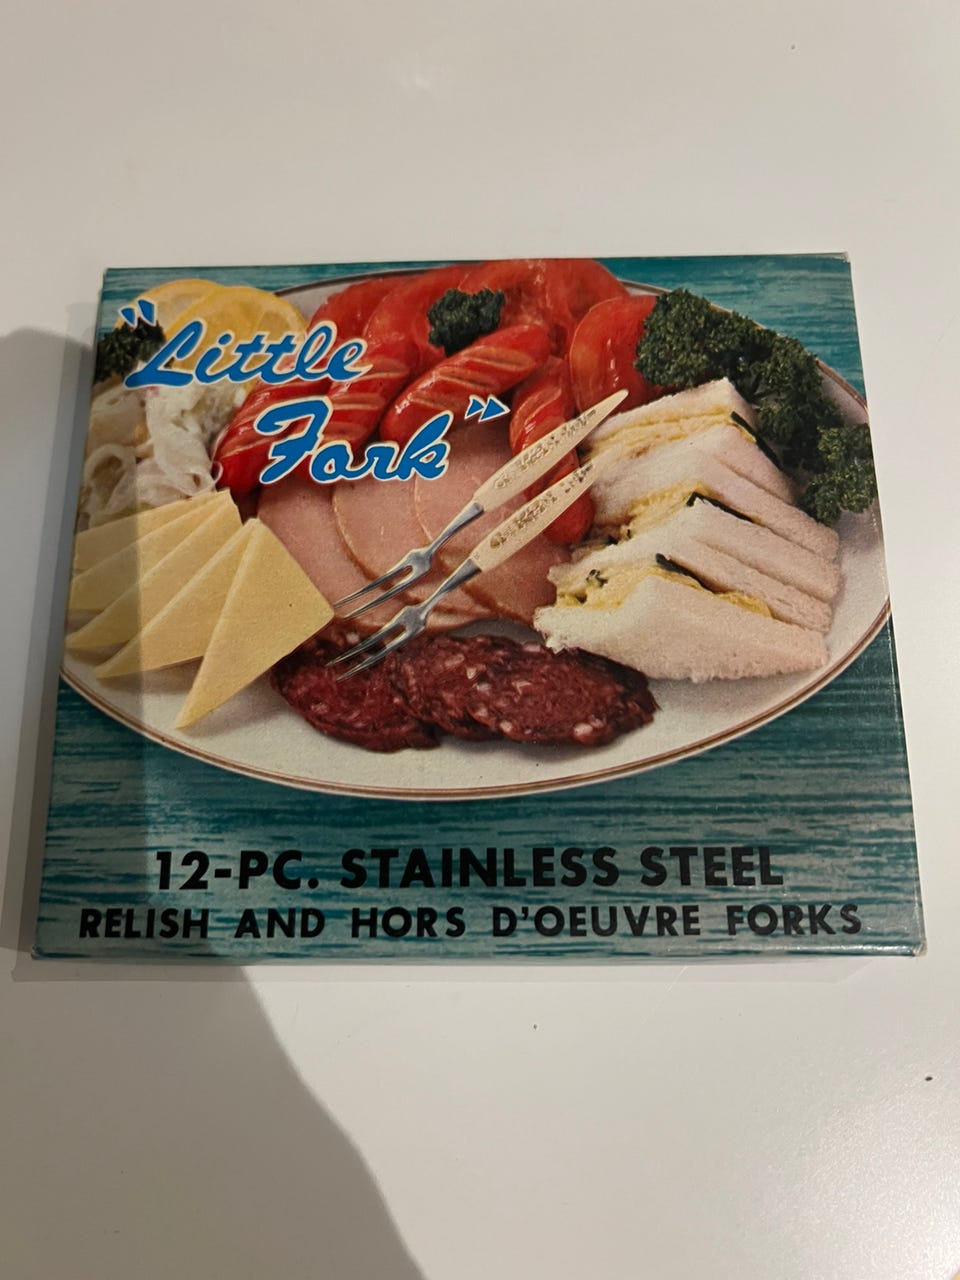 "Little
Fork"
12-PC. STAINLESS STEEL
RELISH AND HORS D'OEUVRE FORKS